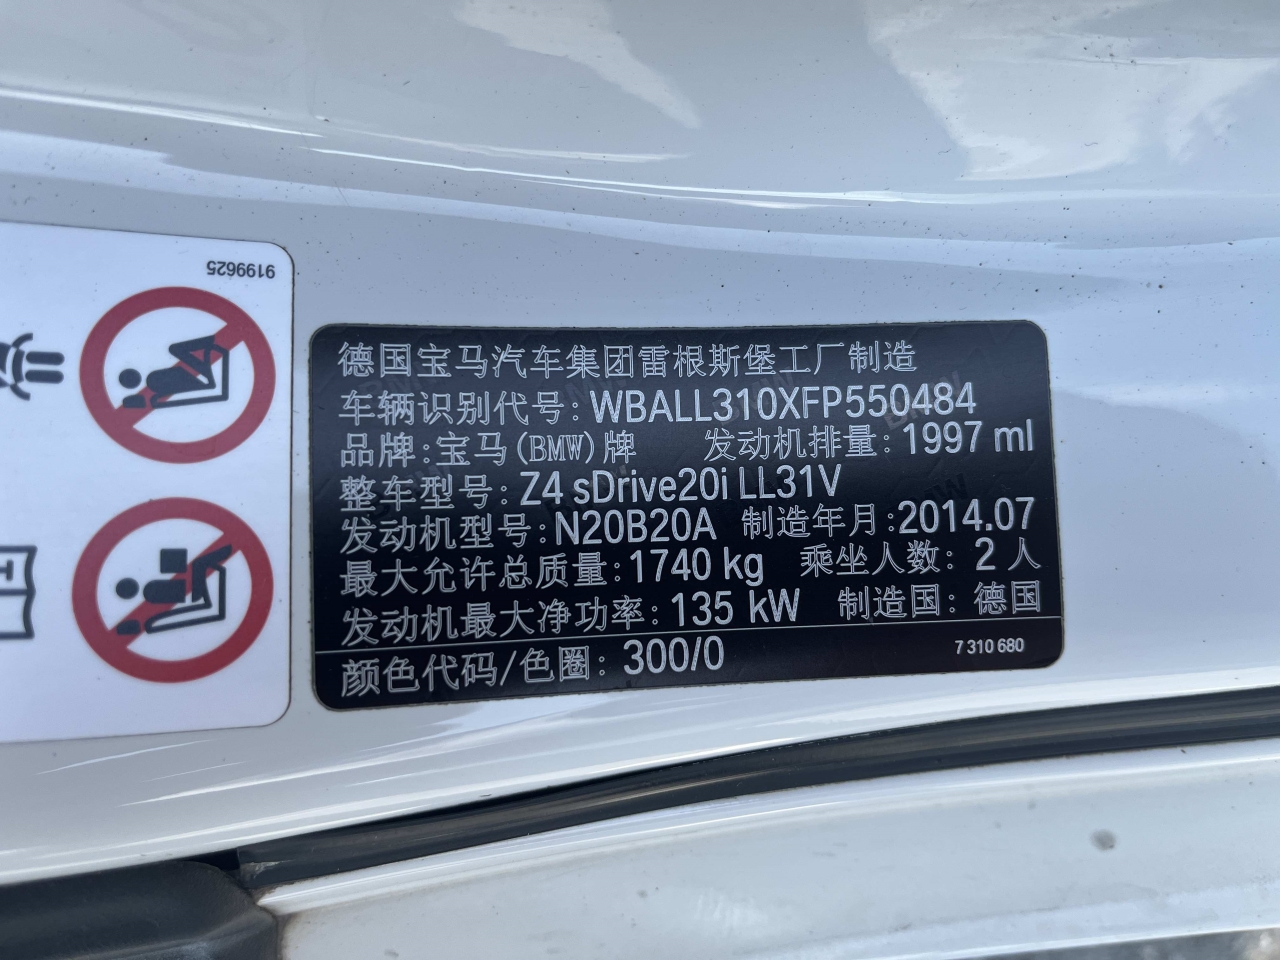 9199625
德国宝马汽车集团雷根斯堡工厂制造
车辆识别代号: WBALL310XFP550484
品牌: 宝马(BMW)牌 发动机排量: 1997 ml
整车型号: Z4 sDrive20i LL31V
发动机型号: N20B20A 制造年月: 2014.07
最大允许总质量: 1740 kg 乘坐人数: 2 人
发动机最大净功率: 135 kW 制造国: 德国
颜色代码/色圈: 300/0 7 310 680